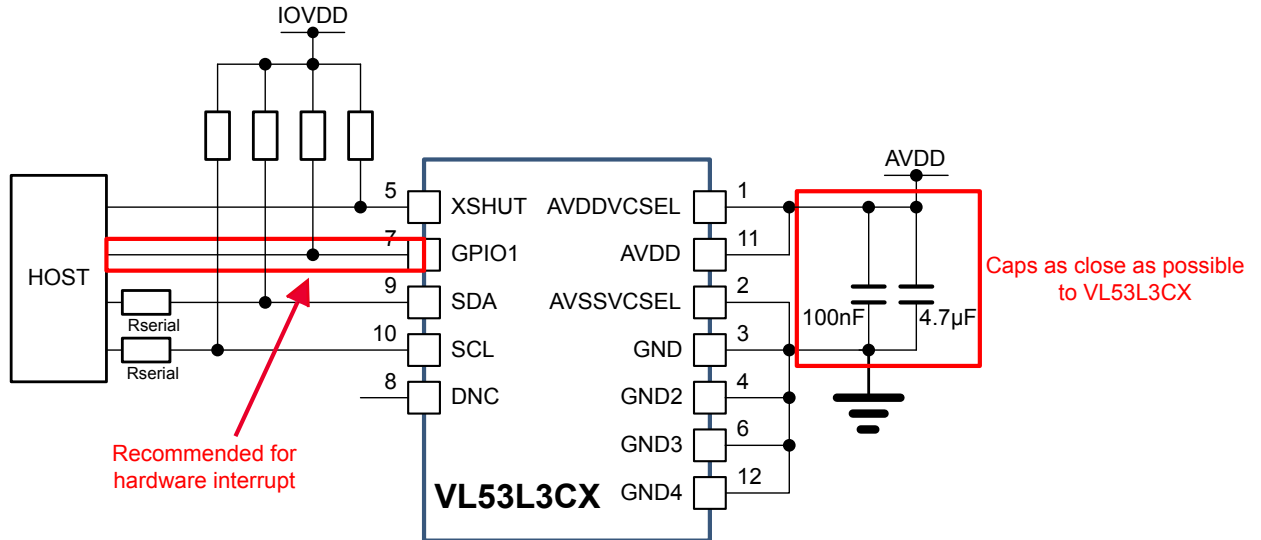 IOVDD
AVDD
HOST
5
XSHUT
AVDDVCSEL
1
7
GPIO1
AVDD
11
9
SDA
AVSSVCSEL
2
Rserial
10
SCL
GND
3
Rserial
8
DNC
GND2
4
GND3
6
VL53L3CX
GND4
12
100nF
4.7µF
Caps as close as possible
to VL53L3CX
Recommended for
hardware interrupt